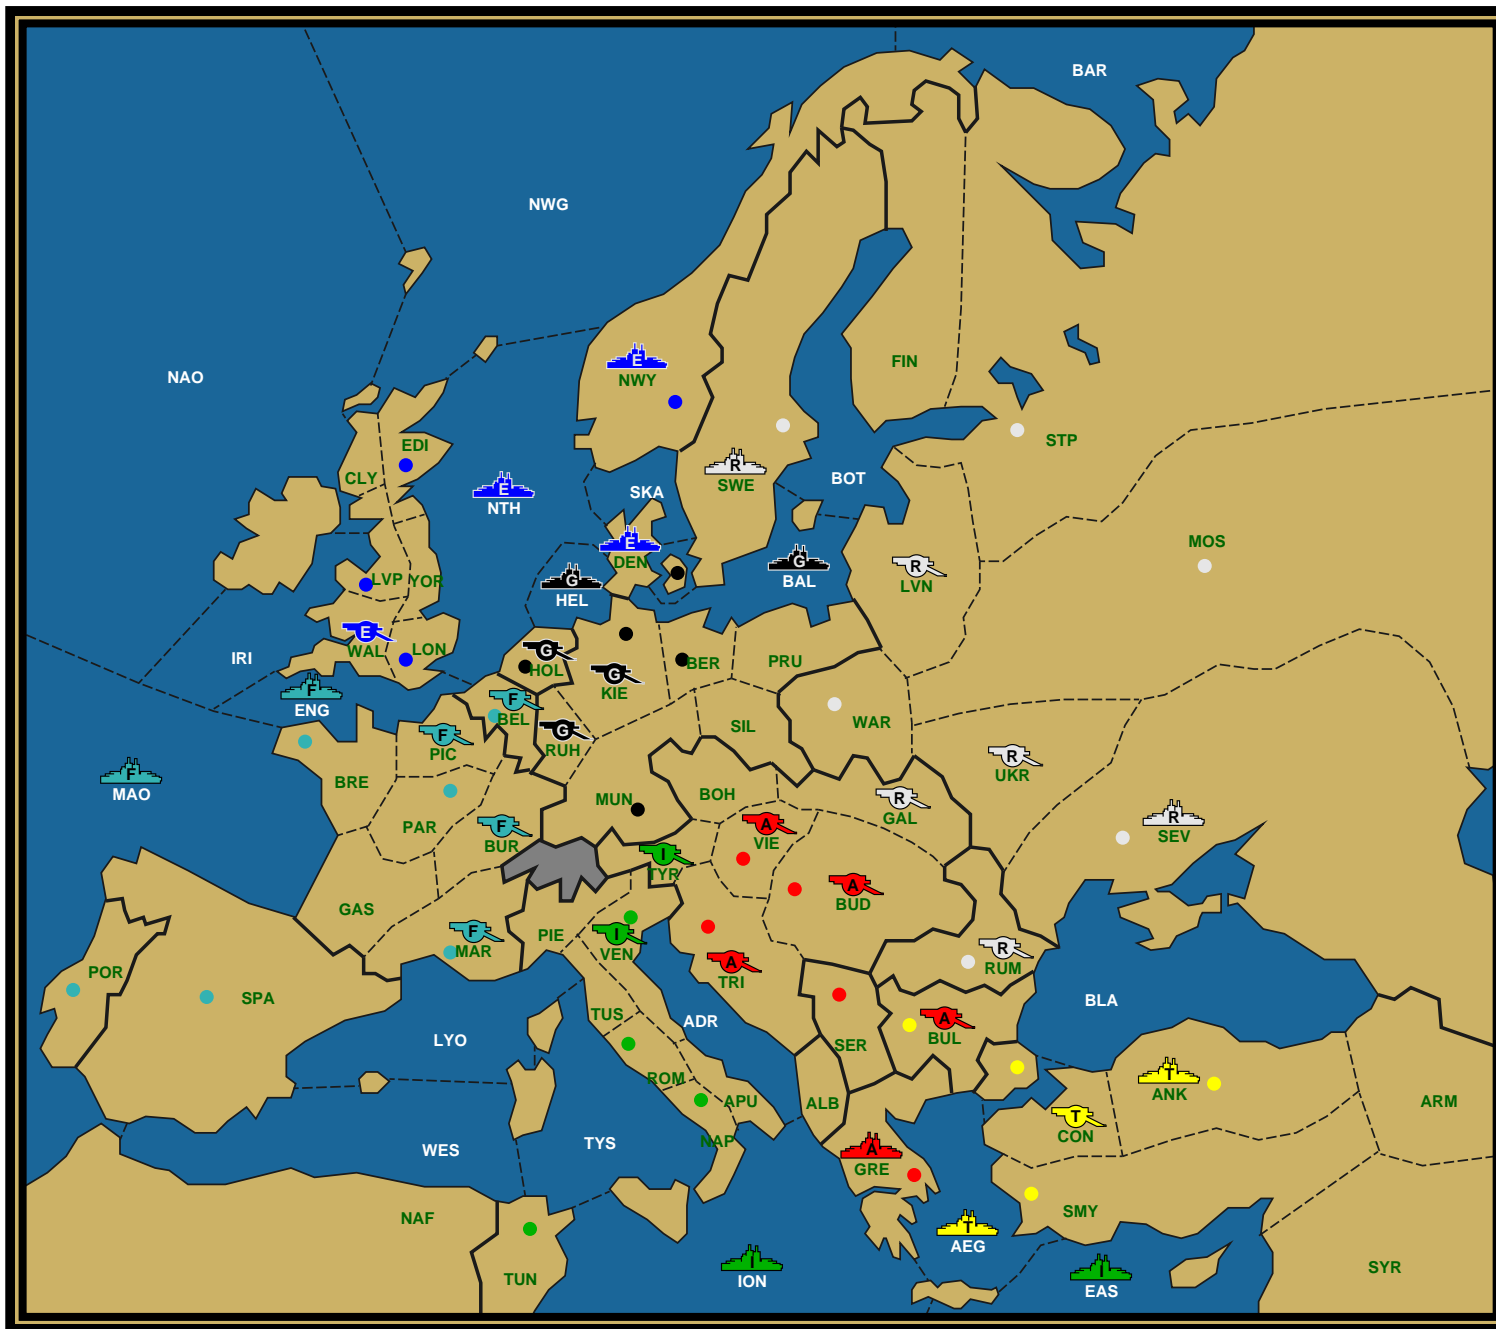 BAR
NWG
NAO
E
NWY
FIN
STP
EDI
CLY
E
NTH
SKA
R
SWE
BOT
MOS
E
DEN
G
HEL
G
BAL
R
LVN
LVP
YOR
E
WAL
LON
IRI
G
HOL
G
KIE
BER
PRU
F
ENG
F
BEL
F
PIC
G
RUH
SIL
WAR
R
UKR
F
MAO
BRE
MUN
BOH
R
GAL
R
SEV
PAR
F
BUR
A
VIE
I
TYR
A
BUD
GAS
F
MAR
PIE
I
VEN
A
TRI
R
RUM
POR
SPA
TUS
ADR
A
BUL
BLA
LYO
SER
ROM
T
ANK
APU
ALB
ARM
T
CON
NAP
WES
TYS
A
GRE
NAF
SMY
T
AEG
I
ION
TUN
I
EAS
SYR